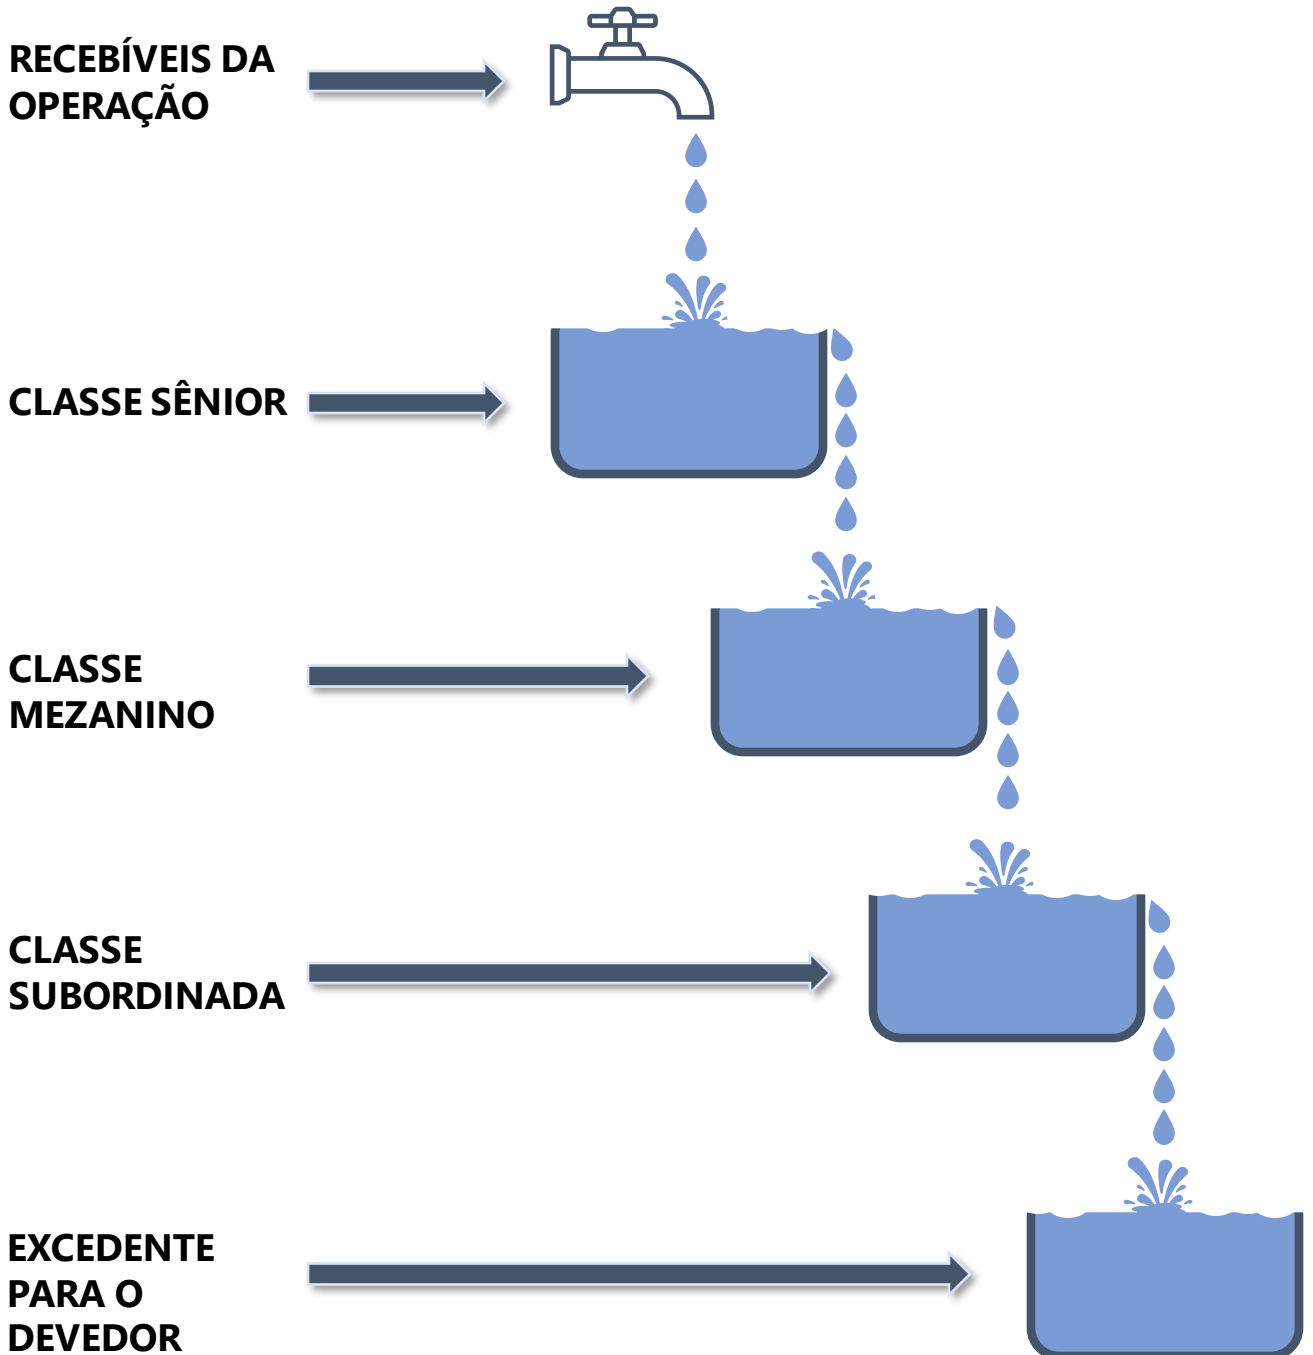 RECEBÍVEIS DA
OPERAÇÃO
CLASSE SÊNIOR
CLASSE
MEZANINO
CLASSE
SUBORDINADA
EXCEDENTE
PARA O
DEVEDOR